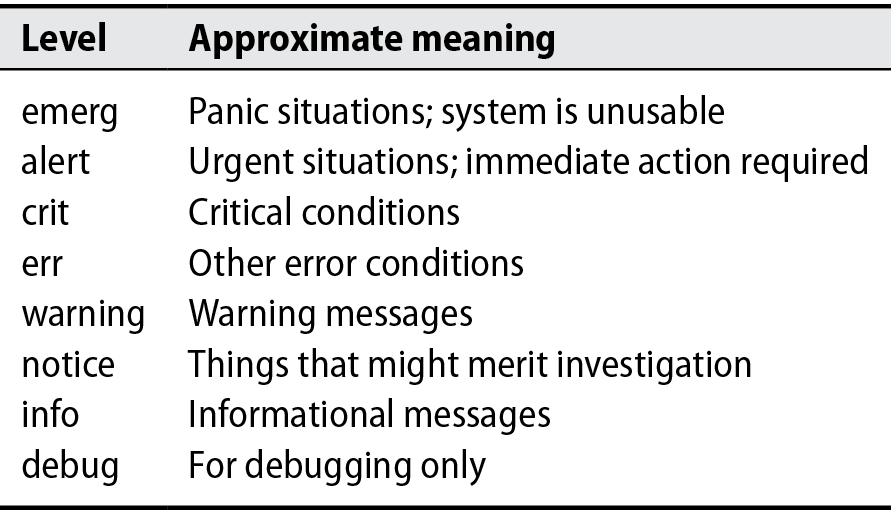 Level Approximate meaning
emerg Panic situations; system is unusable
alert Urgent situations; immediate action required
crit Critical conditions
err Other error conditions
warning Warning messages
notice Things that might merit investigation
info Informational messages
debug For debugging only